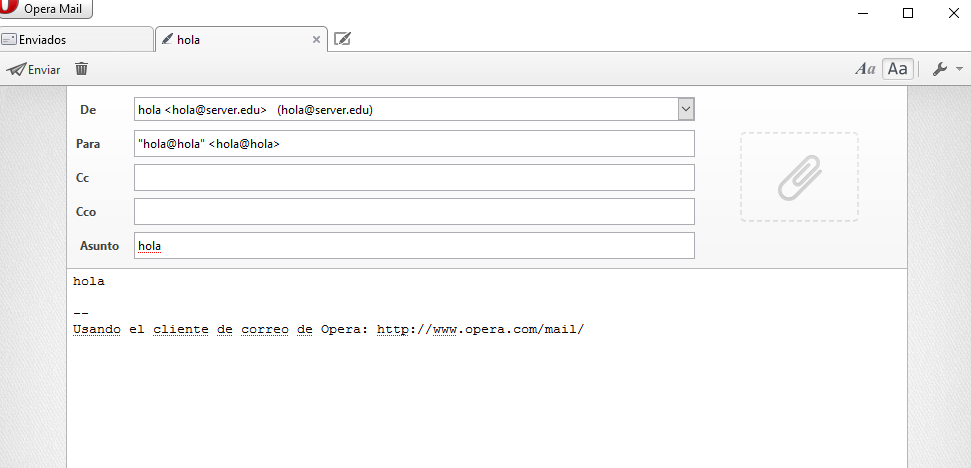 Opera Mail
Enviados
hola
Enviar
Aa Aa
De hola <hola@server.edu> (hola@server.edu)
Para "hola@hola" <hola@hola>
Cc
Cco
Asunto hola
hola
--
Usando el cliente de correo de Opera: http://www.opera.com/mail/